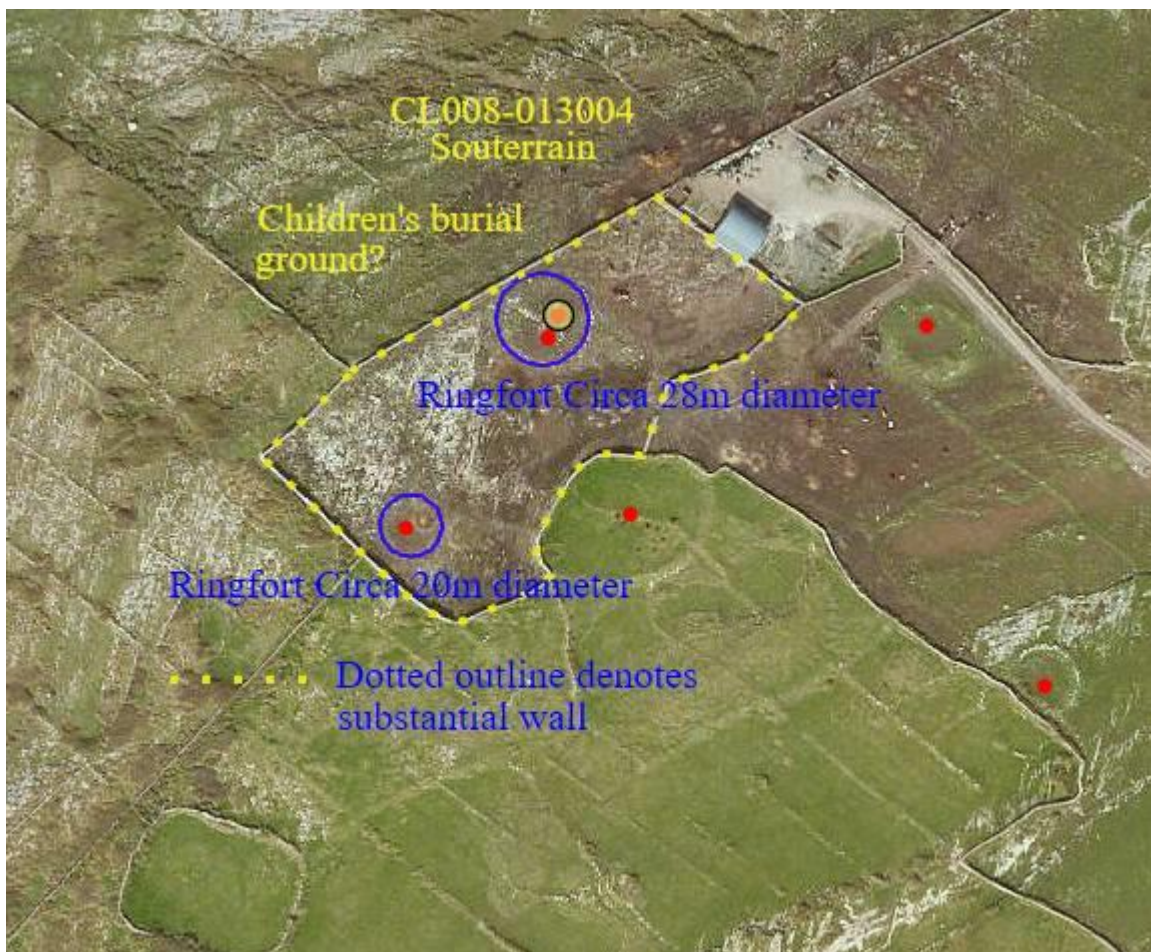 CL008-013004
Souterrain
Children's burial
ground?
Ringfort Circa 28m diameter
Ringfort Circa 20m diameter
Dotted outline denotes
substantial wall